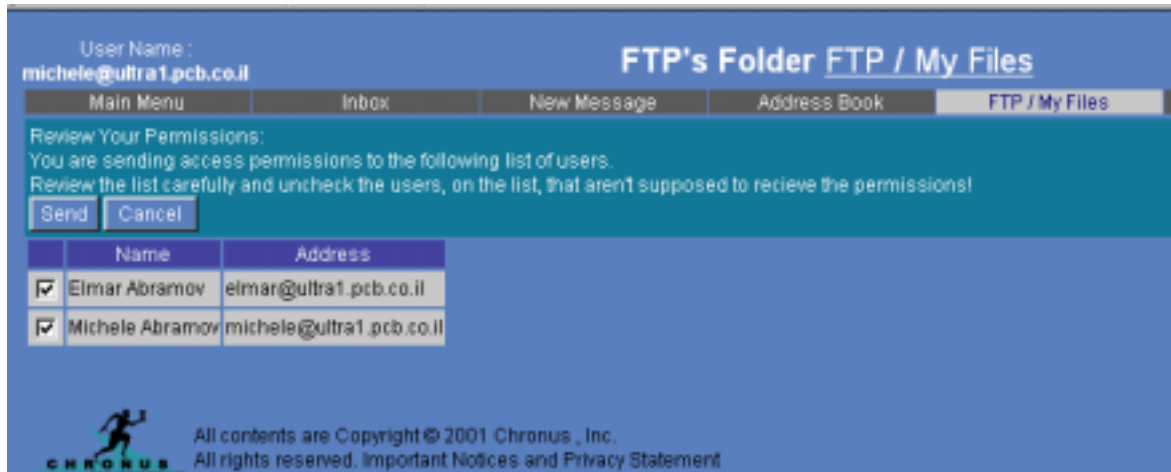 User Name :
michele@ultra1.pcb.co.il
FTP's Folder FTP / My Files
Main Menu Inbox New Message Address Book FTP / My Files
Review Your Permissions:
You are sending access permissions to the following list of users.
Review the list carefully and uncheck the users, on the list, that aren't supposed to recieve the permissions!
Send Cancel
Name Address
Elmar Abramov elmar@ultra1.pcb.co.il
Michele Abramov michele@ultra1.pcb.co.il
All contents are Copyright © 2001 Chronus , Inc.
CHRONUS All rights reserved. Important Notices and Privacy Statement